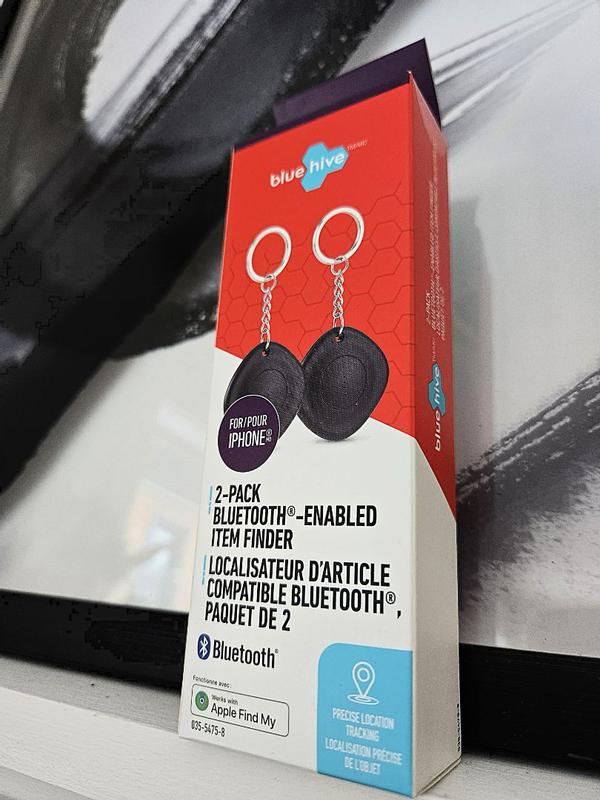 blue hive
FOR/POUR
IPHONE®
2-PACK
BLUETOOTH®-ENABLED
ITEM FINDER
LOCALISATEUR D'ARTICLE
COMPATIBLE BLUETOOTH®,
PAQUET DE 2
Bluetooth®
Fonctionne avec:
Works with
Apple Find My
035-5475-8
PRECISE LOCATION
TRACKING
LOCALISATION PRÉCISE
DE L'OBJET
blue hive
2-PACK